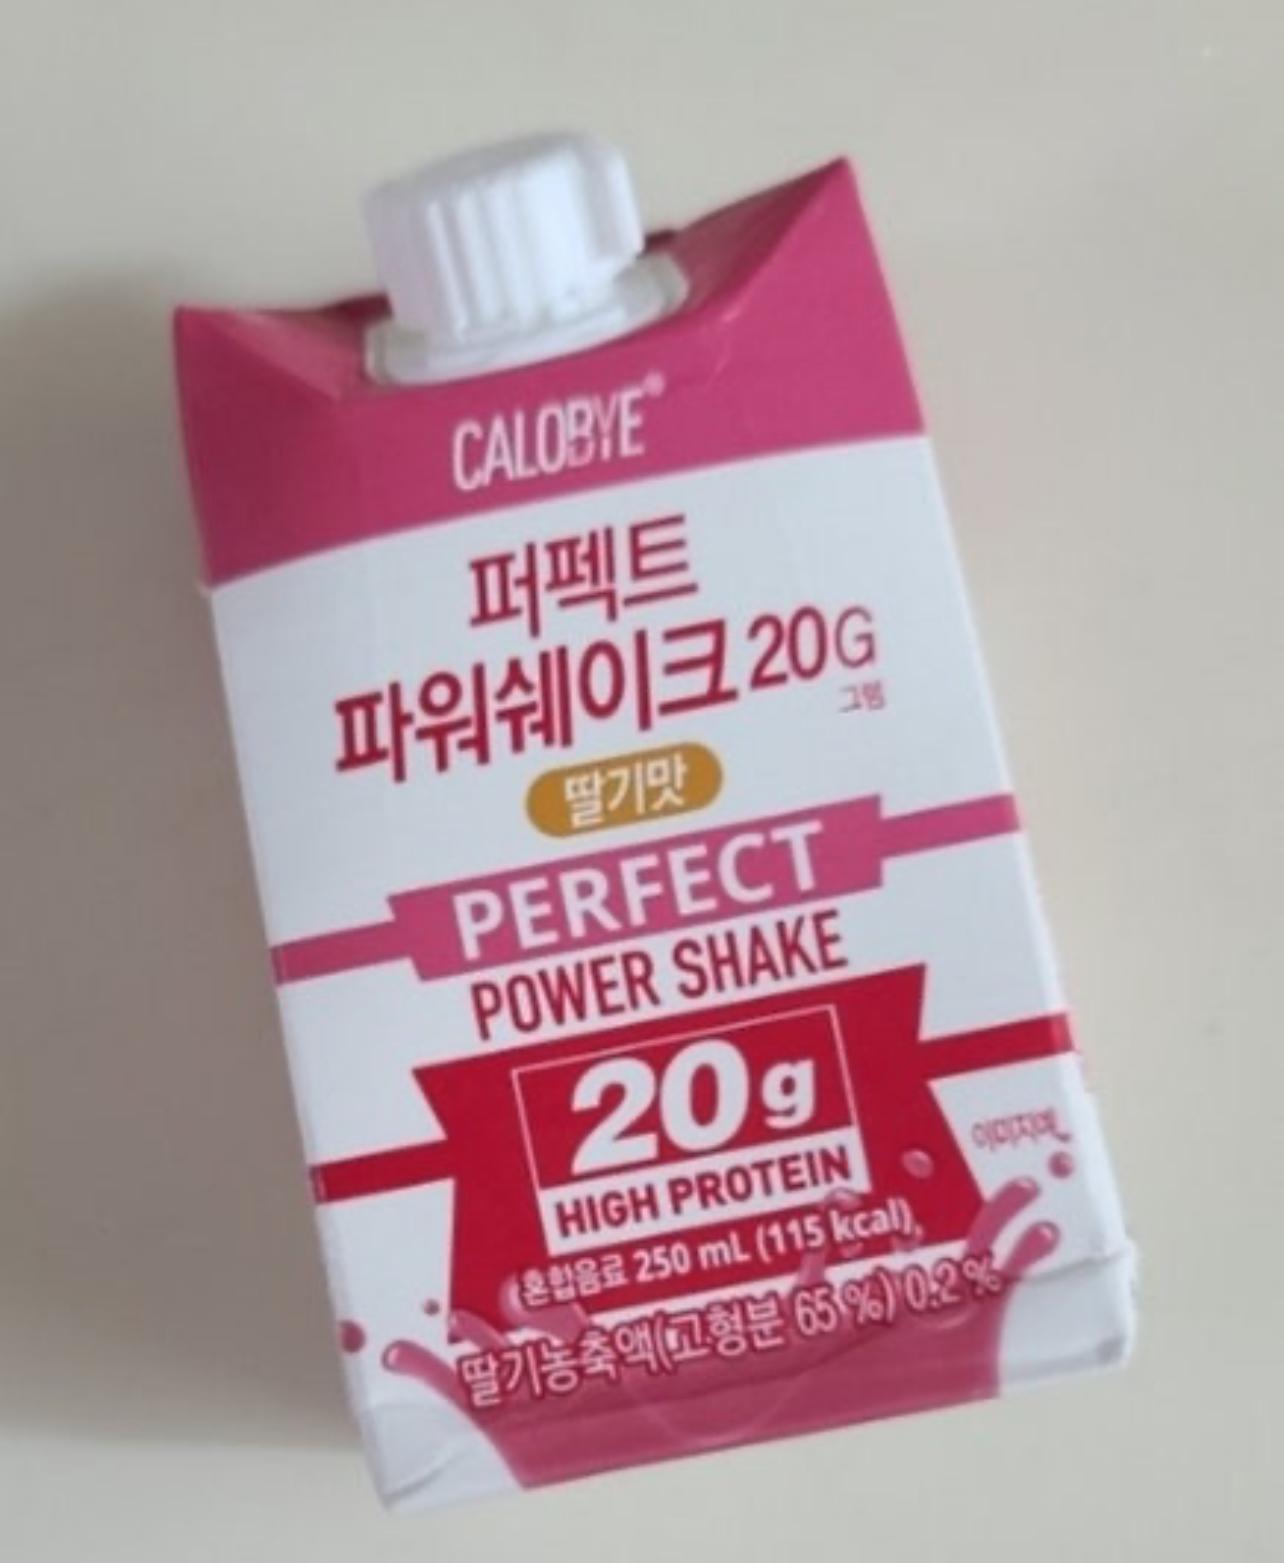 CALOBYE®
퍼펙트
파워쉐이크 20G
그램
딸기맛
PERFECT
POWER SHAKE
20g
HIGH PROTEIN
이미지예
혼합음료 250 mL (115 kcal)
딸기농축액(고형분 65 %) 0.2 %